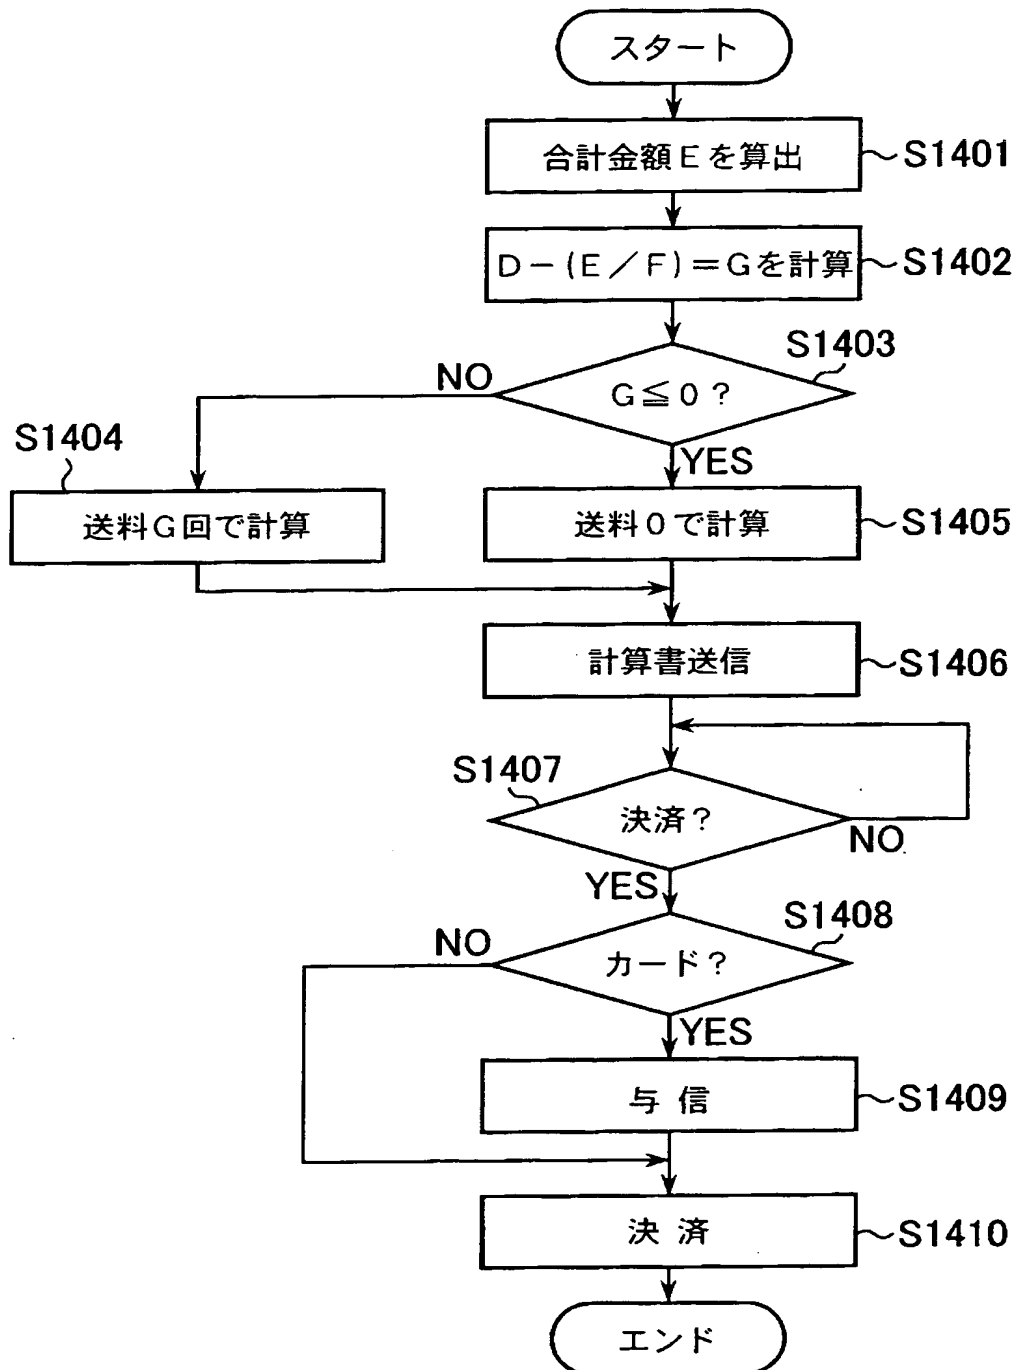 スタート
合計金額Eを算出
S1401
D-(E/F)=Gを計算
S1402
S1403
G≦0?
NO
YES
S1404
送料G回で計算
送料0で計算
S1405
計算書送信
S1406
S1407
決済?
NO
YES
S1408
カード?
NO
YES
与信
S1409
決済
S1410
エンド